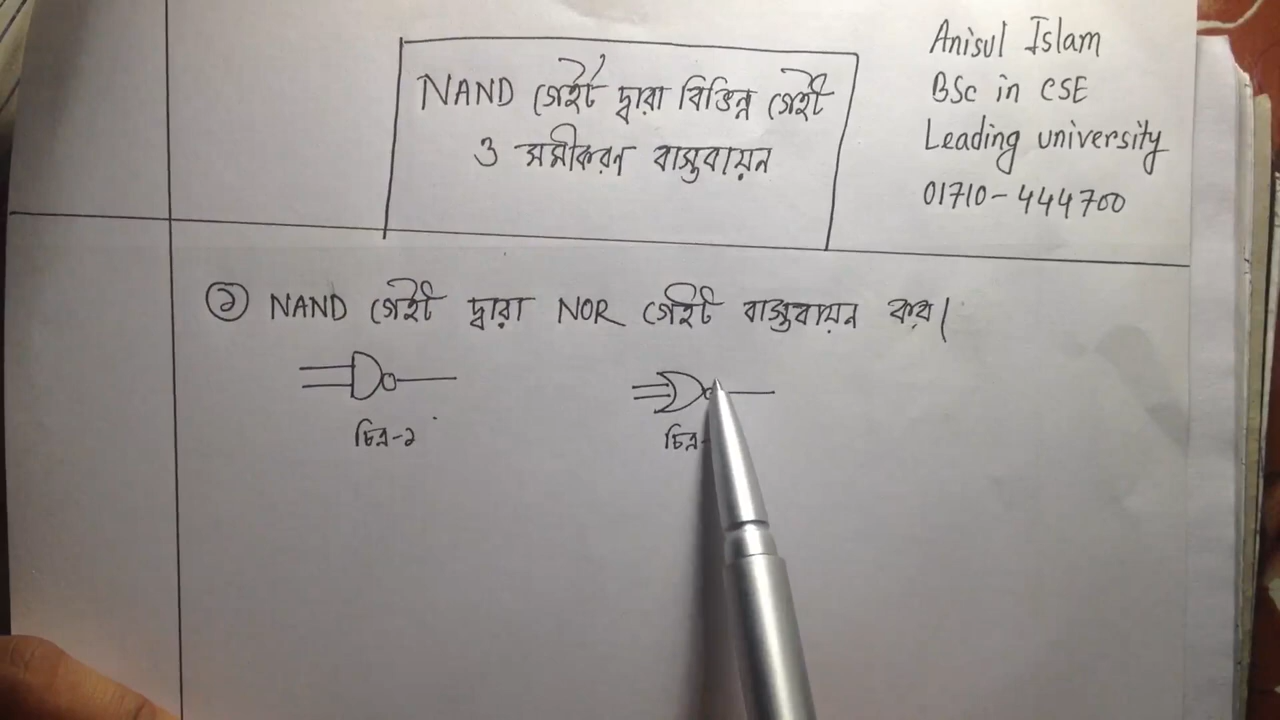 NAND গেইট দ্বারা বিভিন্ন গেইট
ও সমীকরণ বাস্তবায়ন
Anisul Islam
BSc in CSE
Leading university
01710-444700
১ NAND গেইট দ্বারা NOR গেইট বাস্তবায়ন কর।
চিত্র-১
চিত্র-